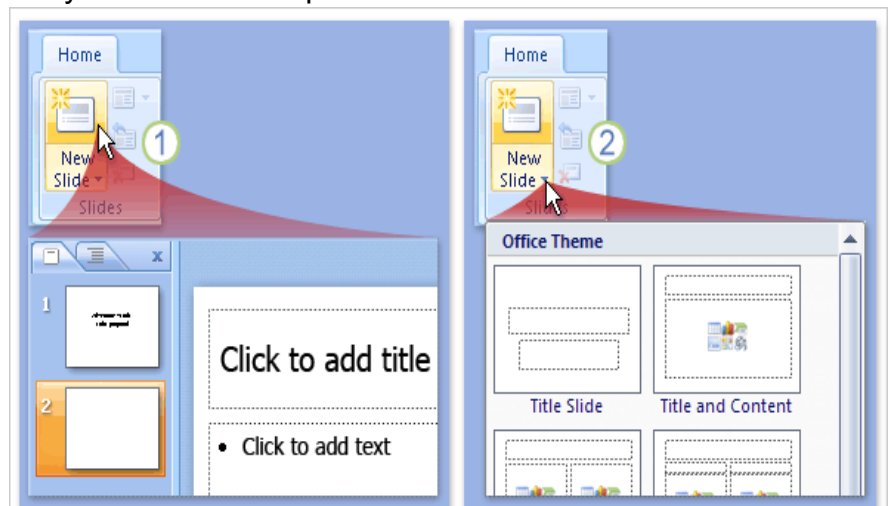 Home
1
New
Slide
Slides
x
1
2
Click to add title
• Click to add text
Home
2
New
Slide
Slides
Office Theme
Title Slide
Title and Content